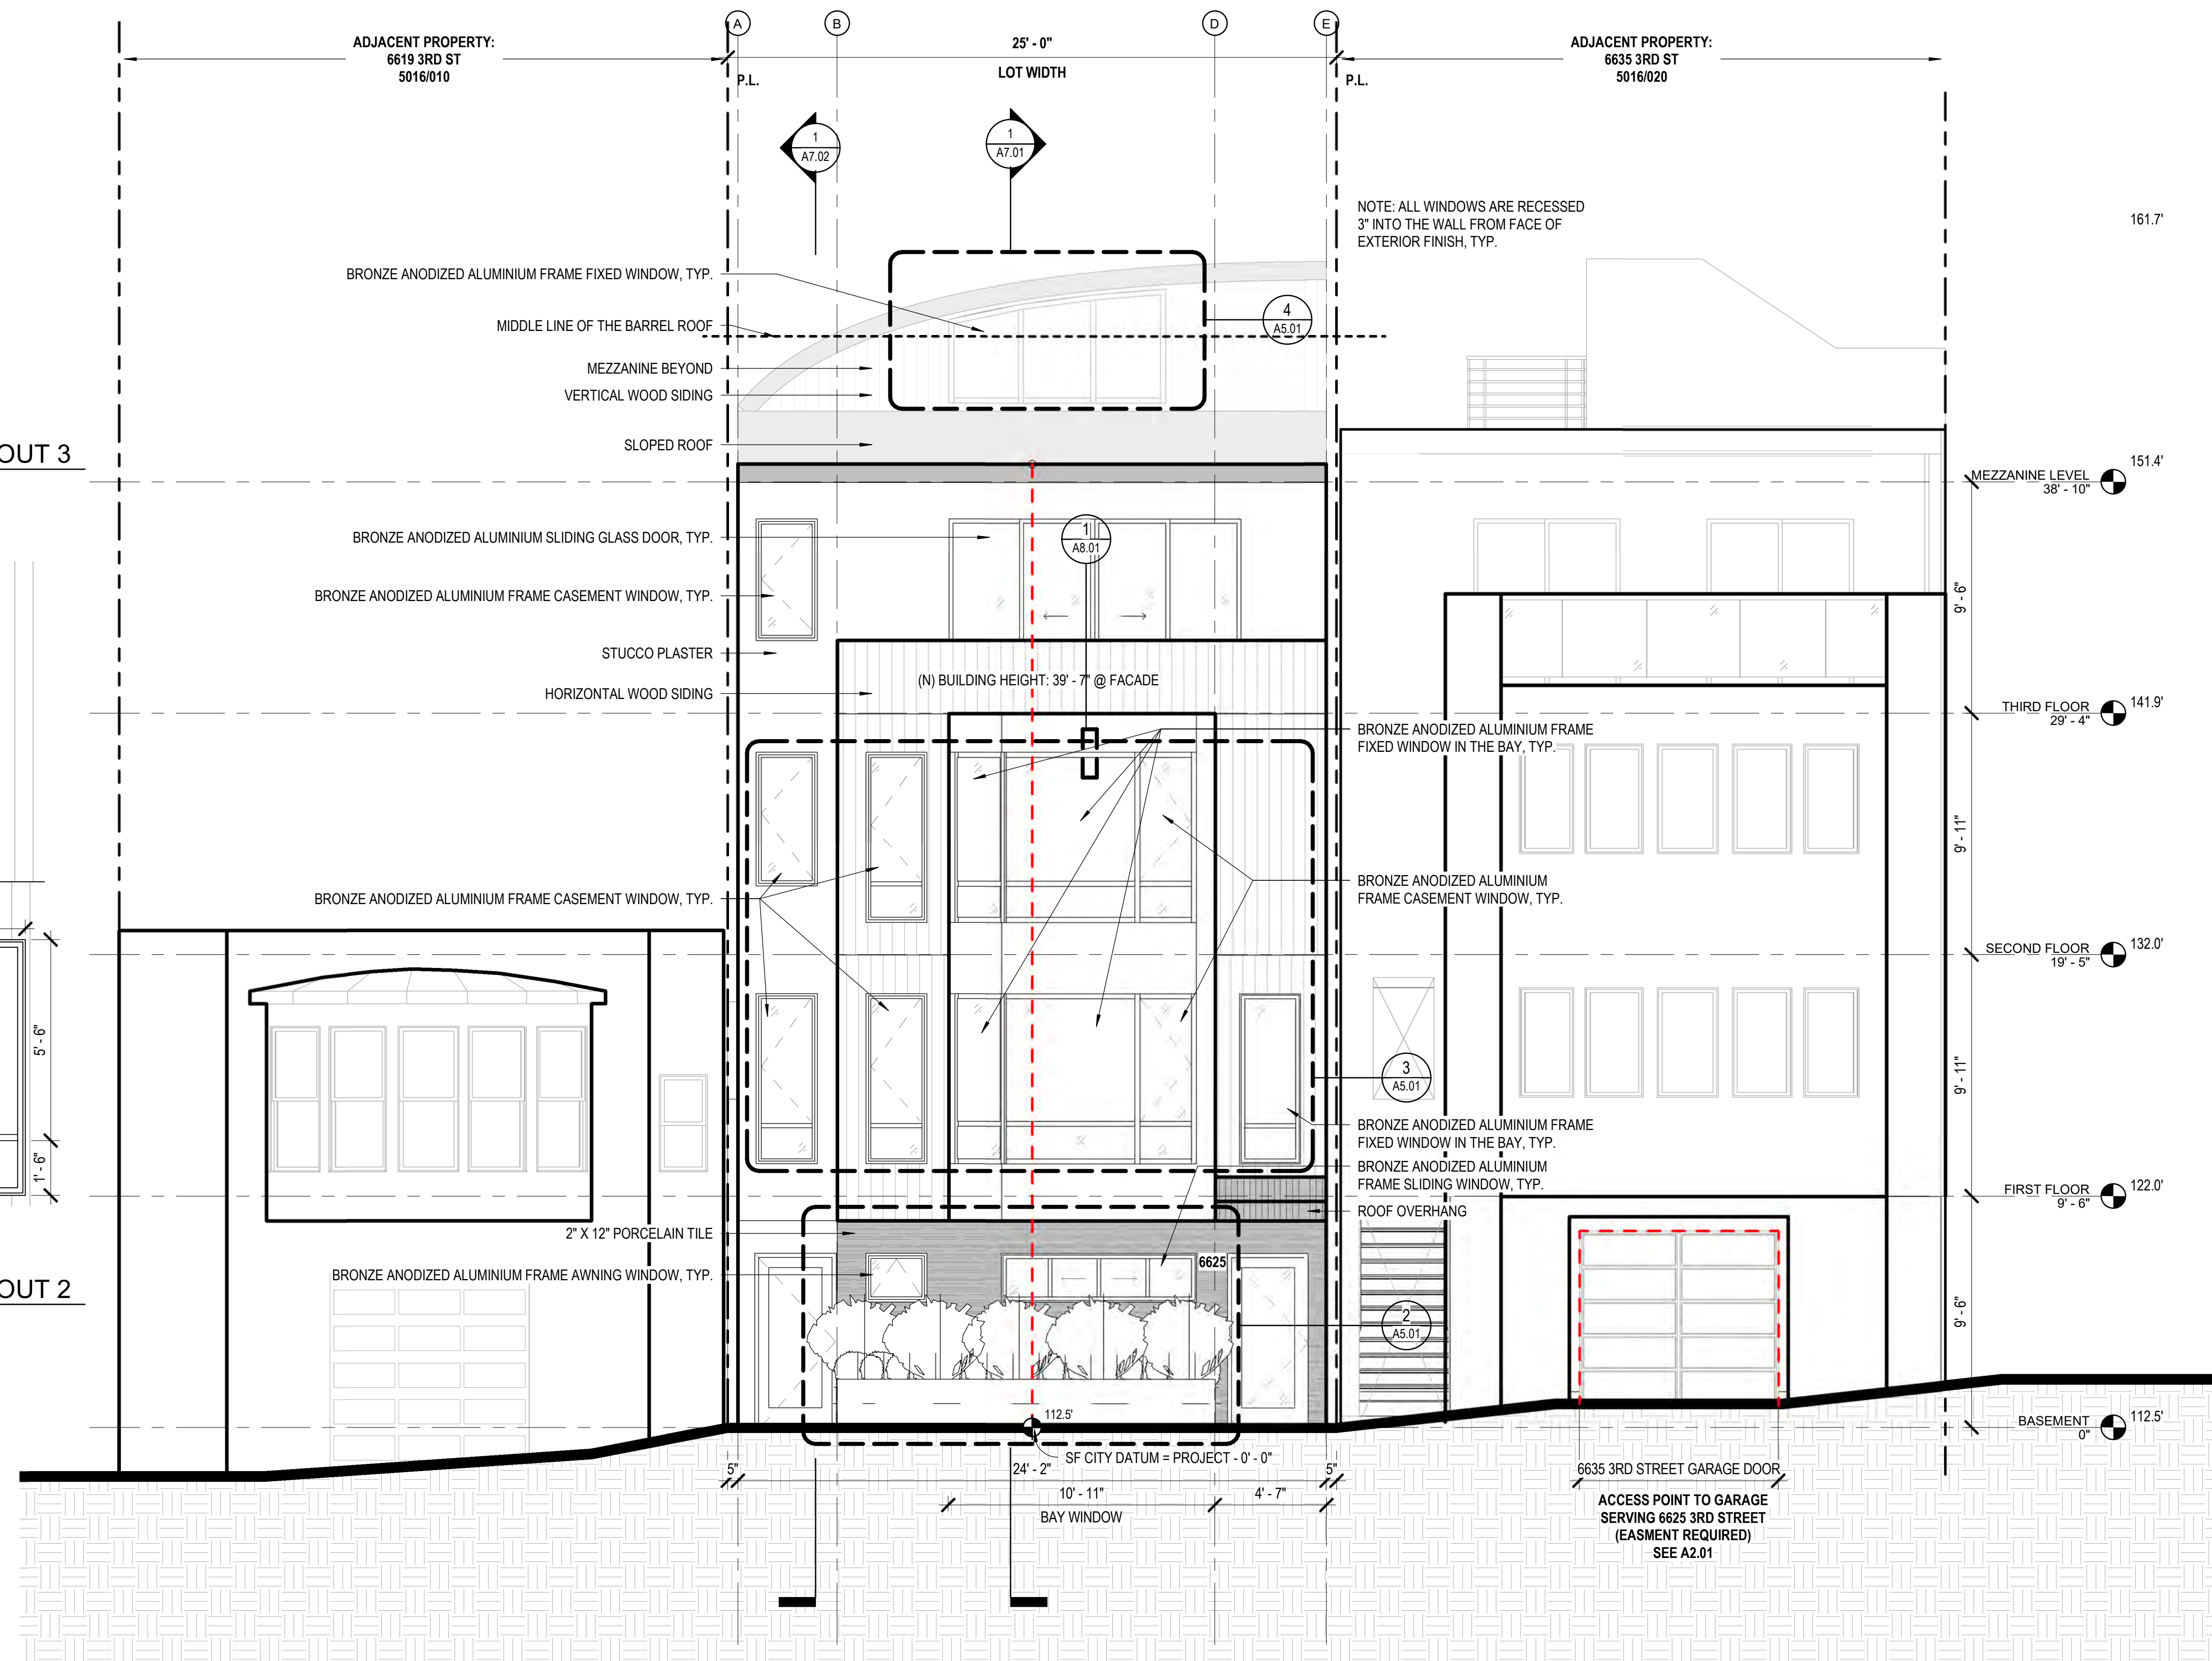 A
B
D
E
ADJACENT PROPERTY:
6619 3RD ST
5016/010
25' - 0"
LOT WIDTH
P.L.
P.L.
ADJACENT PROPERTY:
6635 3RD ST
5016/020
1
A7.02
1
A7.01
NOTE: ALL WINDOWS ARE RECESSED
3" INTO THE WALL FROM FACE OF
EXTERIOR FINISH, TYP.
161.7'
BRONZE ANODIZED ALUMINIUM FRAME FIXED WINDOW, TYP.
MIDDLE LINE OF THE BARREL ROOF
4
A5.01
MEZZANINE BEYOND
VERTICAL WOOD SIDING
SLOPED ROOF
OUT 3
MEZZANINE LEVEL
38' - 10"
151.4'
BRONZE ANODIZED ALUMINIUM SLIDING GLASS DOOR, TYP.
1
A8.01
BRONZE ANODIZED ALUMINIUM FRAME CASEMENT WINDOW, TYP.
9' - 6"
STUCCO PLASTER
(N) BUILDING HEIGHT: 39' - 7" @ FACADE
HORIZONTAL WOOD SIDING
THIRD FLOOR
29' - 4"
141.9'
BRONZE ANODIZED ALUMINIUM FRAME
FIXED WINDOW IN THE BAY, TYP.
9' - 11"
BRONZE ANODIZED ALUMINIUM FRAME CASEMENT WINDOW, TYP.
BRONZE ANODIZED ALUMINIUM
FRAME CASEMENT WINDOW, TYP.
SECOND FLOOR
19' - 5"
132.0'
5' - 6"
1' - 6"
3
A5.01
9' - 11"
BRONZE ANODIZED ALUMINIUM FRAME
FIXED WINDOW IN THE BAY, TYP.
BRONZE ANODIZED ALUMINIUM
FRAME SLIDING WINDOW, TYP.
FIRST FLOOR
9' - 6"
122.0'
ROOF OVERHANG
2" X 12" PORCELAIN TILE
6625
BRONZE ANODIZED ALUMINIUM FRAME AWNING WINDOW, TYP.
OUT 2
2
A5.01
9' - 6"
112.5'
BASEMENT
0"
112.5'
SF CITY DATUM = PROJECT - 0' - 0"
5"
24' - 2"
5"
10' - 11"
4' - 7"
BAY WINDOW
6635 3RD STREET GARAGE DOOR
ACCESS POINT TO GARAGE
SERVING 6625 3RD STREET
(EASMENT REQUIRED)
SEE A2.01